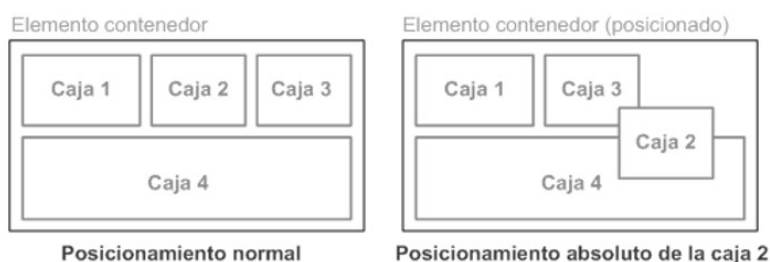 Elemento contenedor
Caja 1 Caja 2 Caja 3
Caja 4
Posicionamiento normal
Elemento contenedor (posicionado)
Caja 1 Caja 3
Caja 2
Caja 4
Posicionamiento absoluto de la caja 2